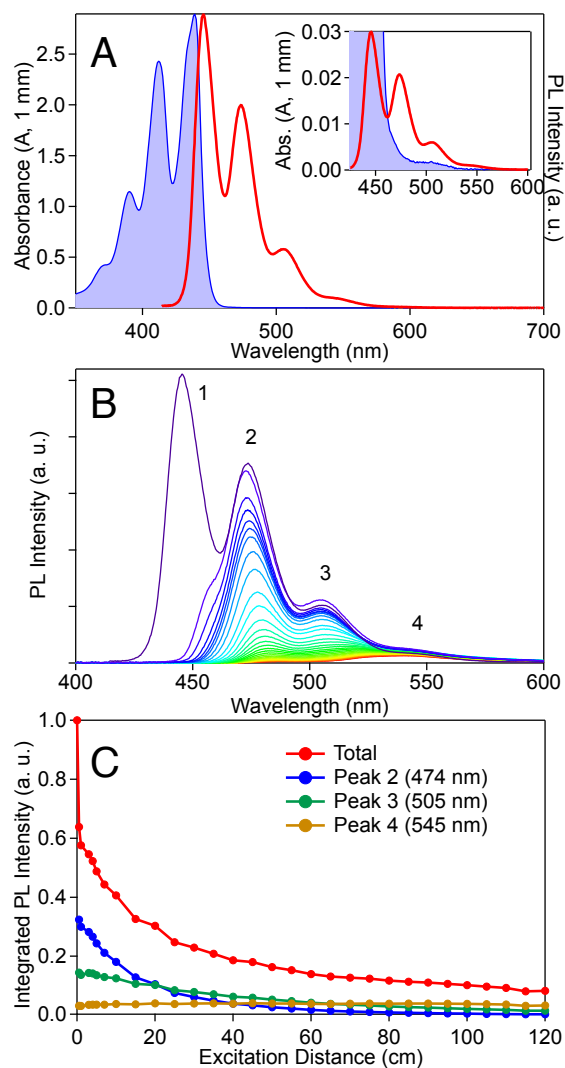 A
Absorbance (A, 1 mm)
2.5
2.0
1.5
1.0
0.5
0.0
400
500
600
700
Wavelength (nm)
PL Intensity (a. u.)
Abs. (A, 1 mm)
0.03
0.02
0.01
0.00
450
500
550
600
B
PL Intensity (a. u.)
1
2
3
4
400
450
500
550
600
Wavelength (nm)
C
Integrated PL Intensity (a. u.)
1.0
0.8
0.6
0.4
0.2
0.0
Total
Peak 2 (474 nm)
Peak 3 (505 nm)
Peak 4 (545 nm)
0
20
40
60
80
100
120
Excitation Distance (cm)